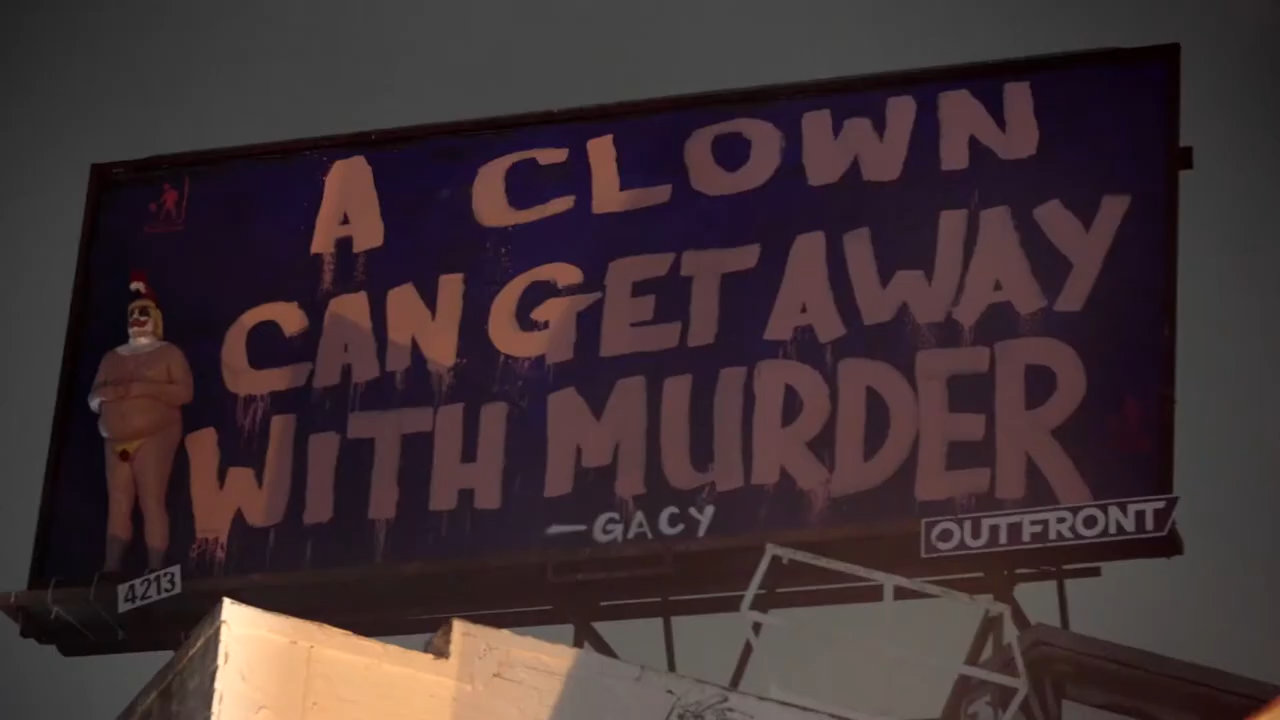 A CLOWN
CAN GET AWAY
WITH MURDER
—GACY
OUTFRONT
4213